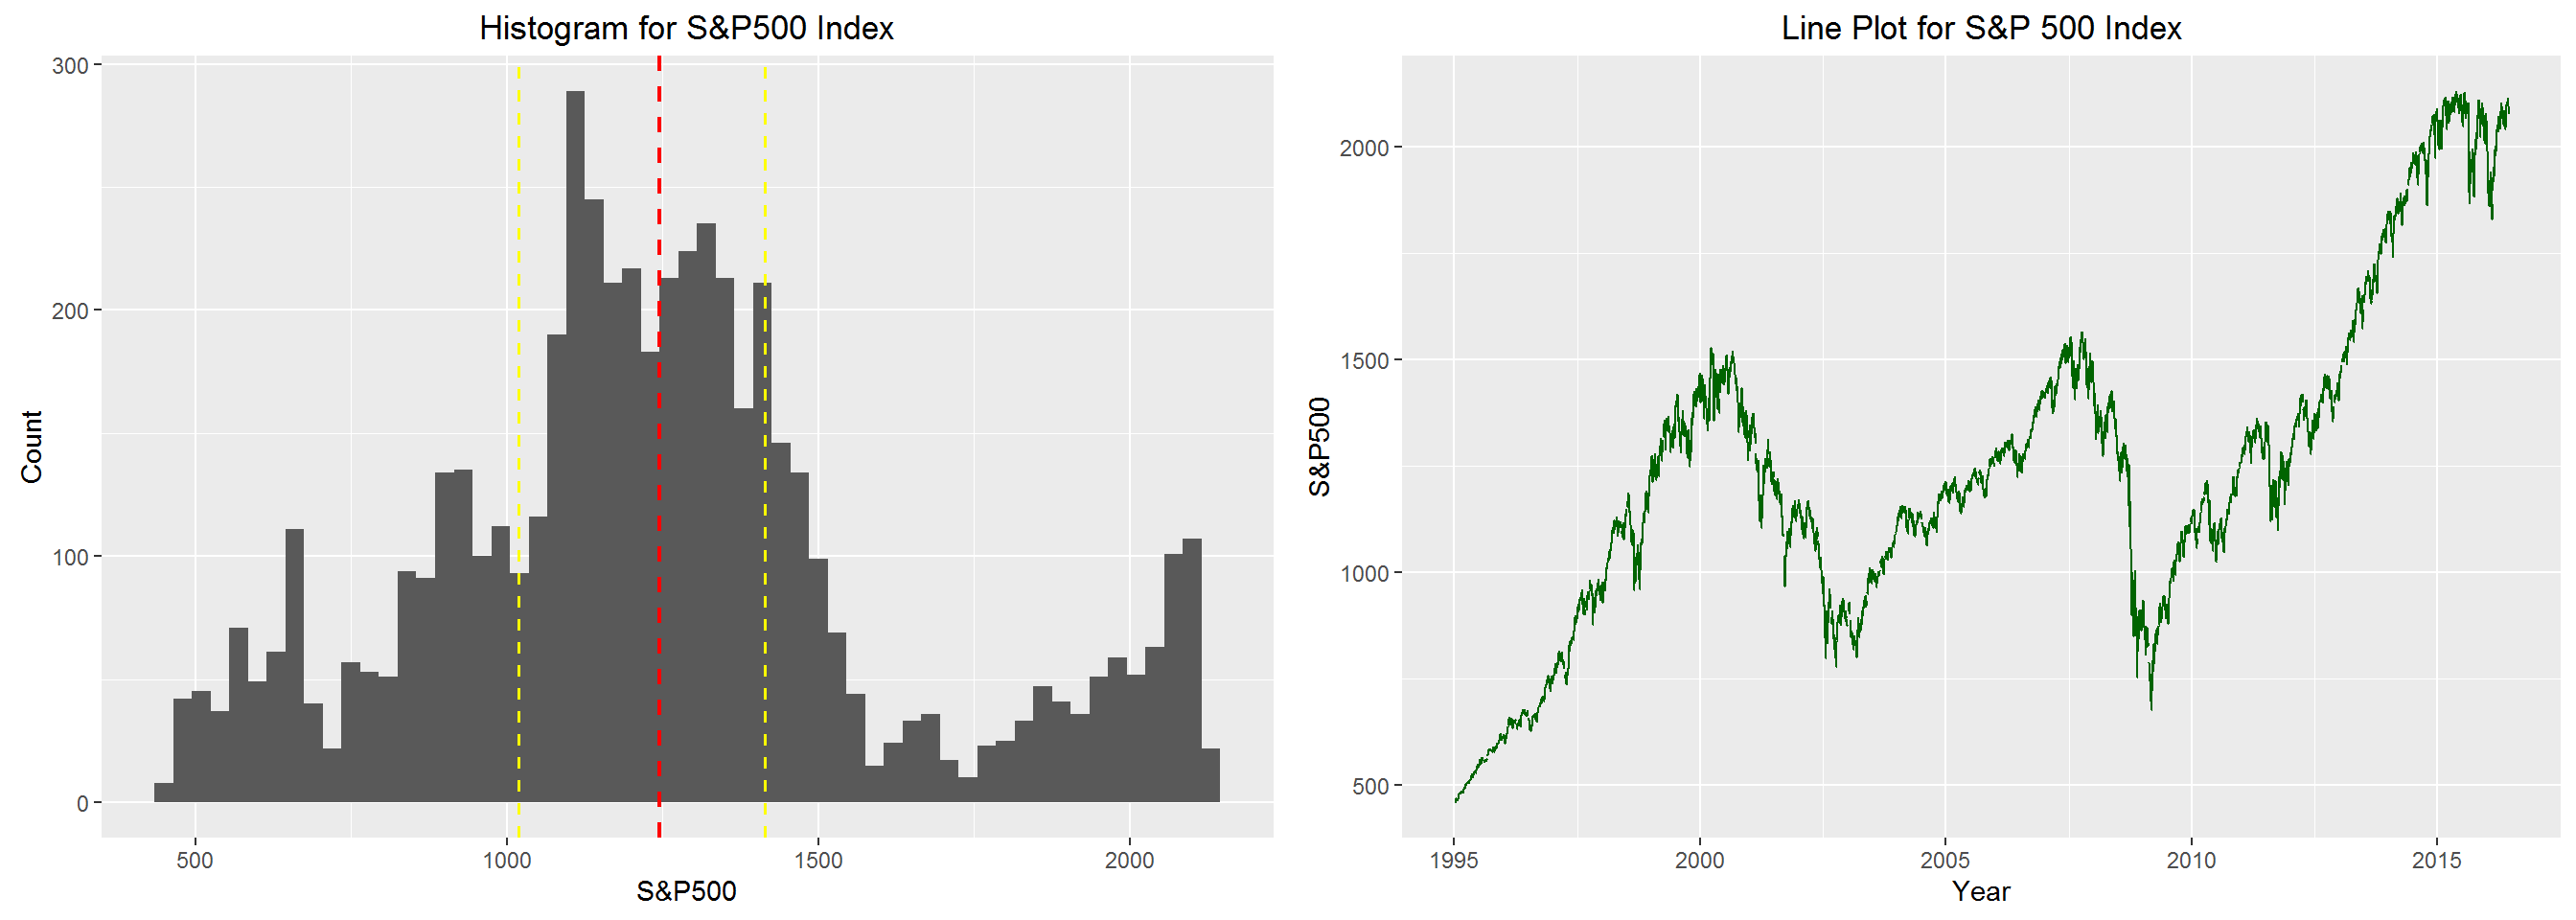 Histogram for S&P500 Index
300
200
100
0
Count
500 1000 1500 2000
S&P500
Line Plot for S&P 500 Index
2000
1500
1000
500
S&P500
1995 2000 2005 2010 2015
Year